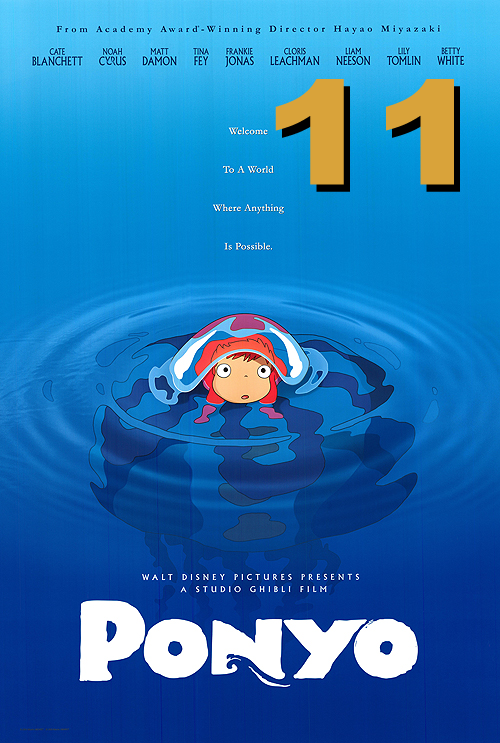 From Academy Award-Winning Director Hayao Miyazaki
CATE BLANCHETT NOAH CYRUS MATT DAMON TINA FEY FRANKIE JONAS CLORIS LEACHMAN LIAM NEESON LILY TOMLIN BETTY WHITE
11
Welcome
To A World
Where Anything
Is Possible.
WALT DISNEY PICTURES PRESENTS
A STUDIO GHIBLI FILM
PONYO